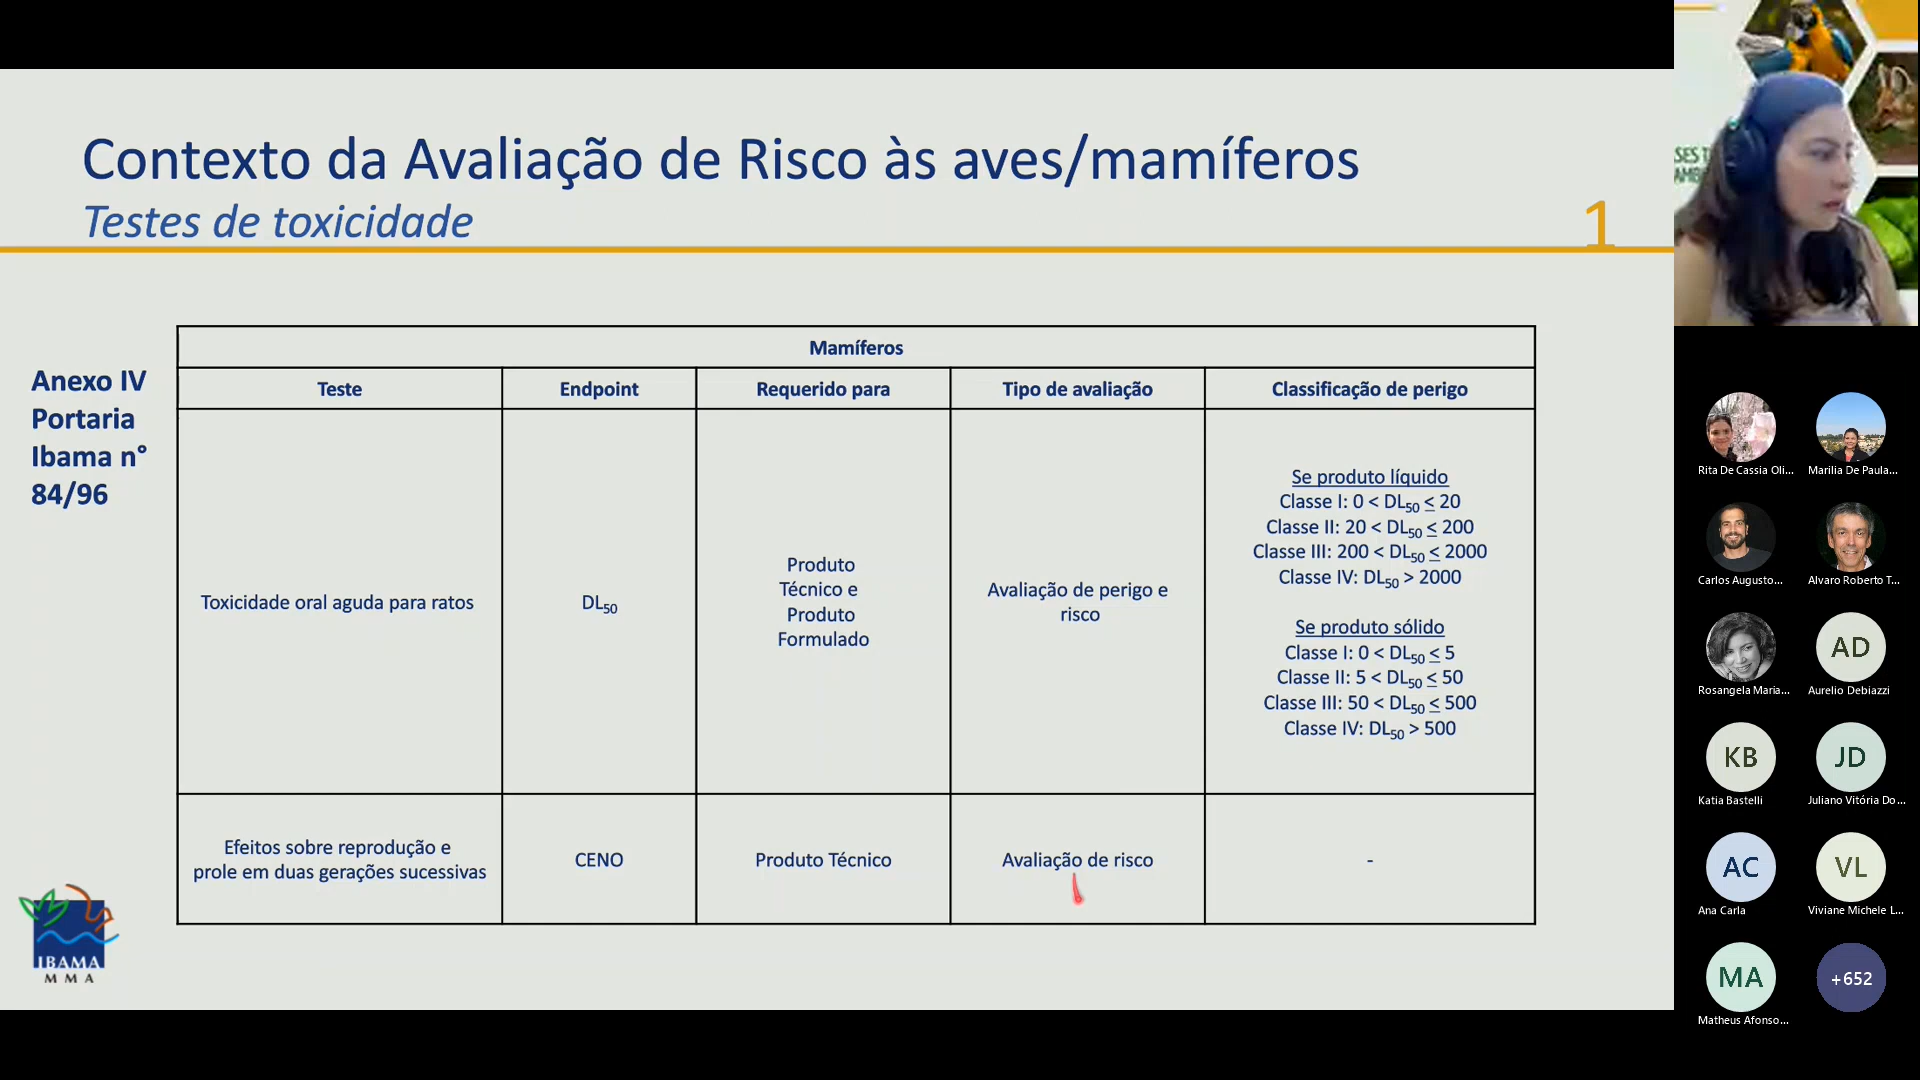 Contexto da Avaliação de Risco às aves/mamíferos
Testes de toxicidade
1
Anexo IV
Portaria
Ibama n°
84/96
Mamíferos
Teste
Endpoint
Requerido para
Tipo de avaliação
Classificação de perigo
Toxicidade oral aguda para ratos
DL50
Produto
Técnico e
Produto
Formulado
Avaliação de perigo e
risco
Se produto líquido
Classe I: 0 < DL50 ≤ 20
Classe II: 20 < DL50 ≤ 200
Classe III: 200 < DL50 ≤ 2000
Classe IV: DL50 > 2000
Se produto sólido
Classe I: 0 < DL50 ≤ 5
Classe II: 5 < DL50 ≤ 50
Classe III: 50 < DL50 ≤ 500
Classe IV: DL50 > 500
Efeitos sobre reprodução e
prole em duas gerações sucessivas
CENO
Produto Técnico
Avaliação de risco
-
IBAMA
M M A
Rita De Cassia Oli...
Marilia De Paula...
Carlos Augusto...
Alvaro Roberto T...
Rosangela Maria...
AD
Aurelio Debiazzi
KB
Katia Bastelli
JD
Juliano Vitória Do...
AC
Ana Carla
VL
Viviane Michele L...
MA
Matheus Afonso...
+652